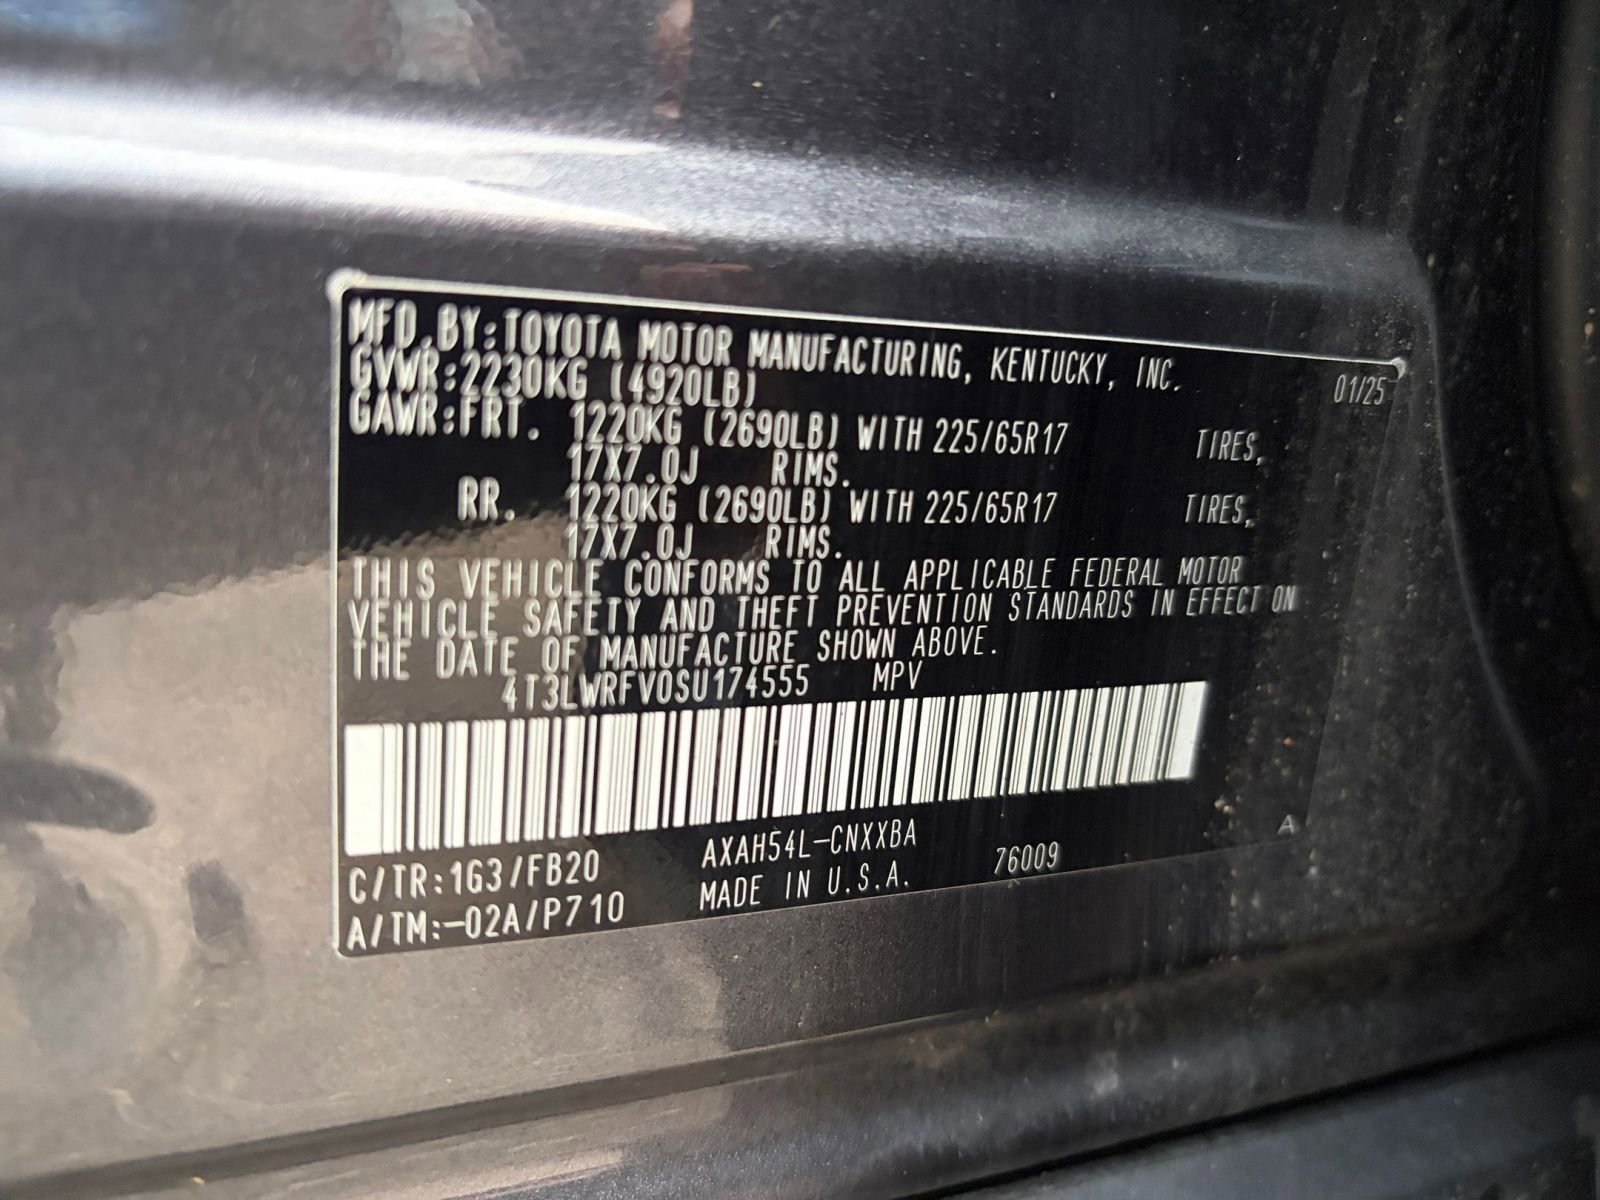 MFD. BY: TOYOTA MOTOR MANUFACTURING, KENTUCKY, INC.
GVWR:2230KG (4920LB) 01/25
GAWR:FRT. 1220KG (2690LB) WITH 225/65R17 TIRES,
17X7.0J RIMS.
RR. 1220KG (2690LB) WITH 225/65R17 TIRES,
17X7.0J RIMS.
THIS VEHICLE CONFORMS TO ALL APPLICABLE FEDERAL MOTOR
VEHICLE SAFETY AND THEFT PREVENTION STANDARDS IN EFFECT ON
THE DATE OF MANUFACTURE SHOWN ABOVE.
4T3LWRFV0SU174555 MPV
C/TR:1G3/FB20 AXAH54L-CNXXBA A
A/TM:-02A/P710 MADE IN U.S.A. 76009